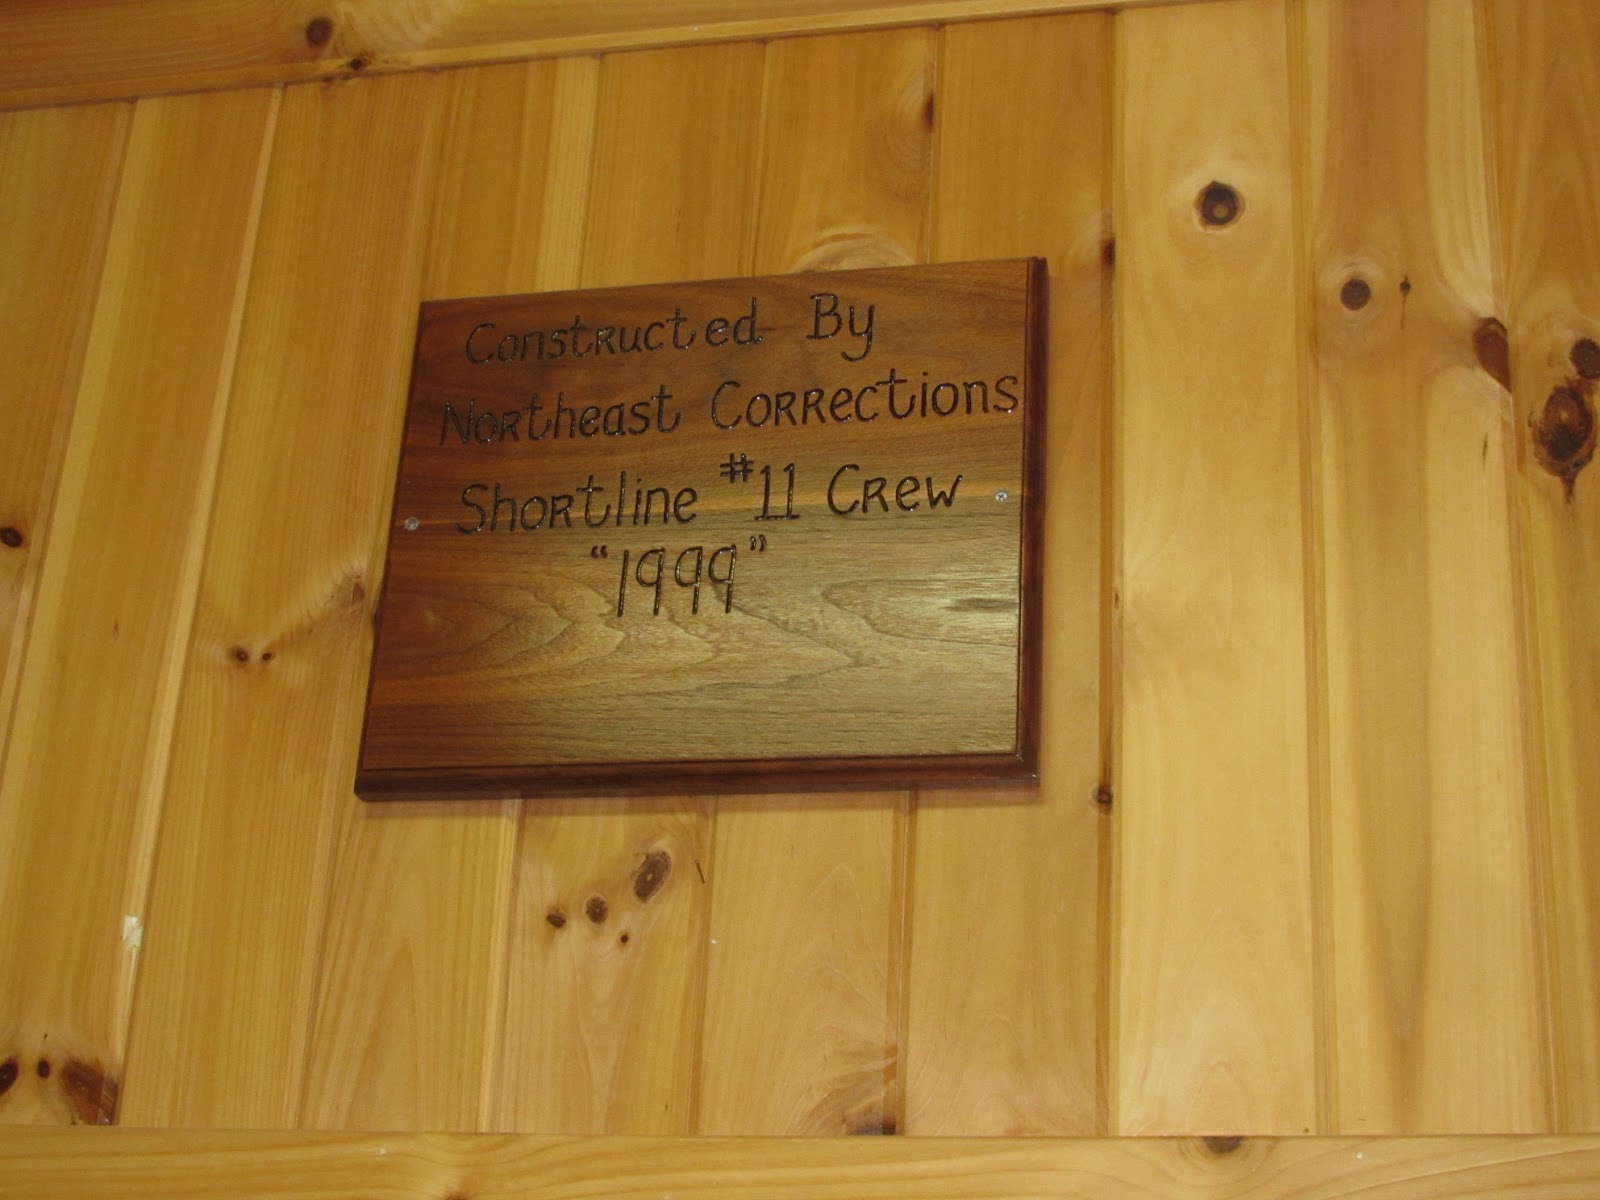 Constructed By
Northeast Corrections
Shortline #11 Crew
“1999”